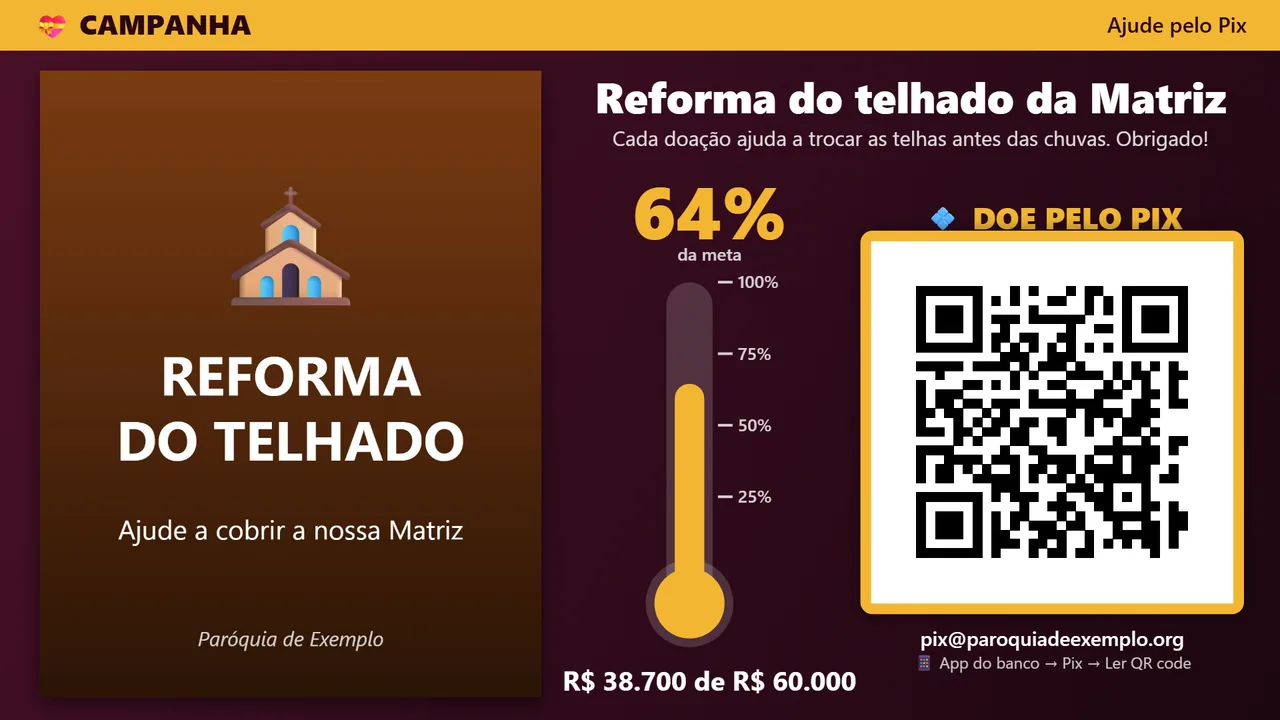 CAMPANHA
Ajude pelo Pix
REFORMA
DO TELHADO
Ajude a cobrir a nossa Matriz
Paróquia de Exemplo
Reforma do telhado da Matriz
Cada doação ajuda a trocar as telhas antes das chuvas. Obrigado!
64%
da meta
100%
75%
50%
25%
R$ 38.700 de R$ 60.000
DOE PELO PIX
pix@paroquiadeexemplo.org
App do banco → Pix → Ler QR code